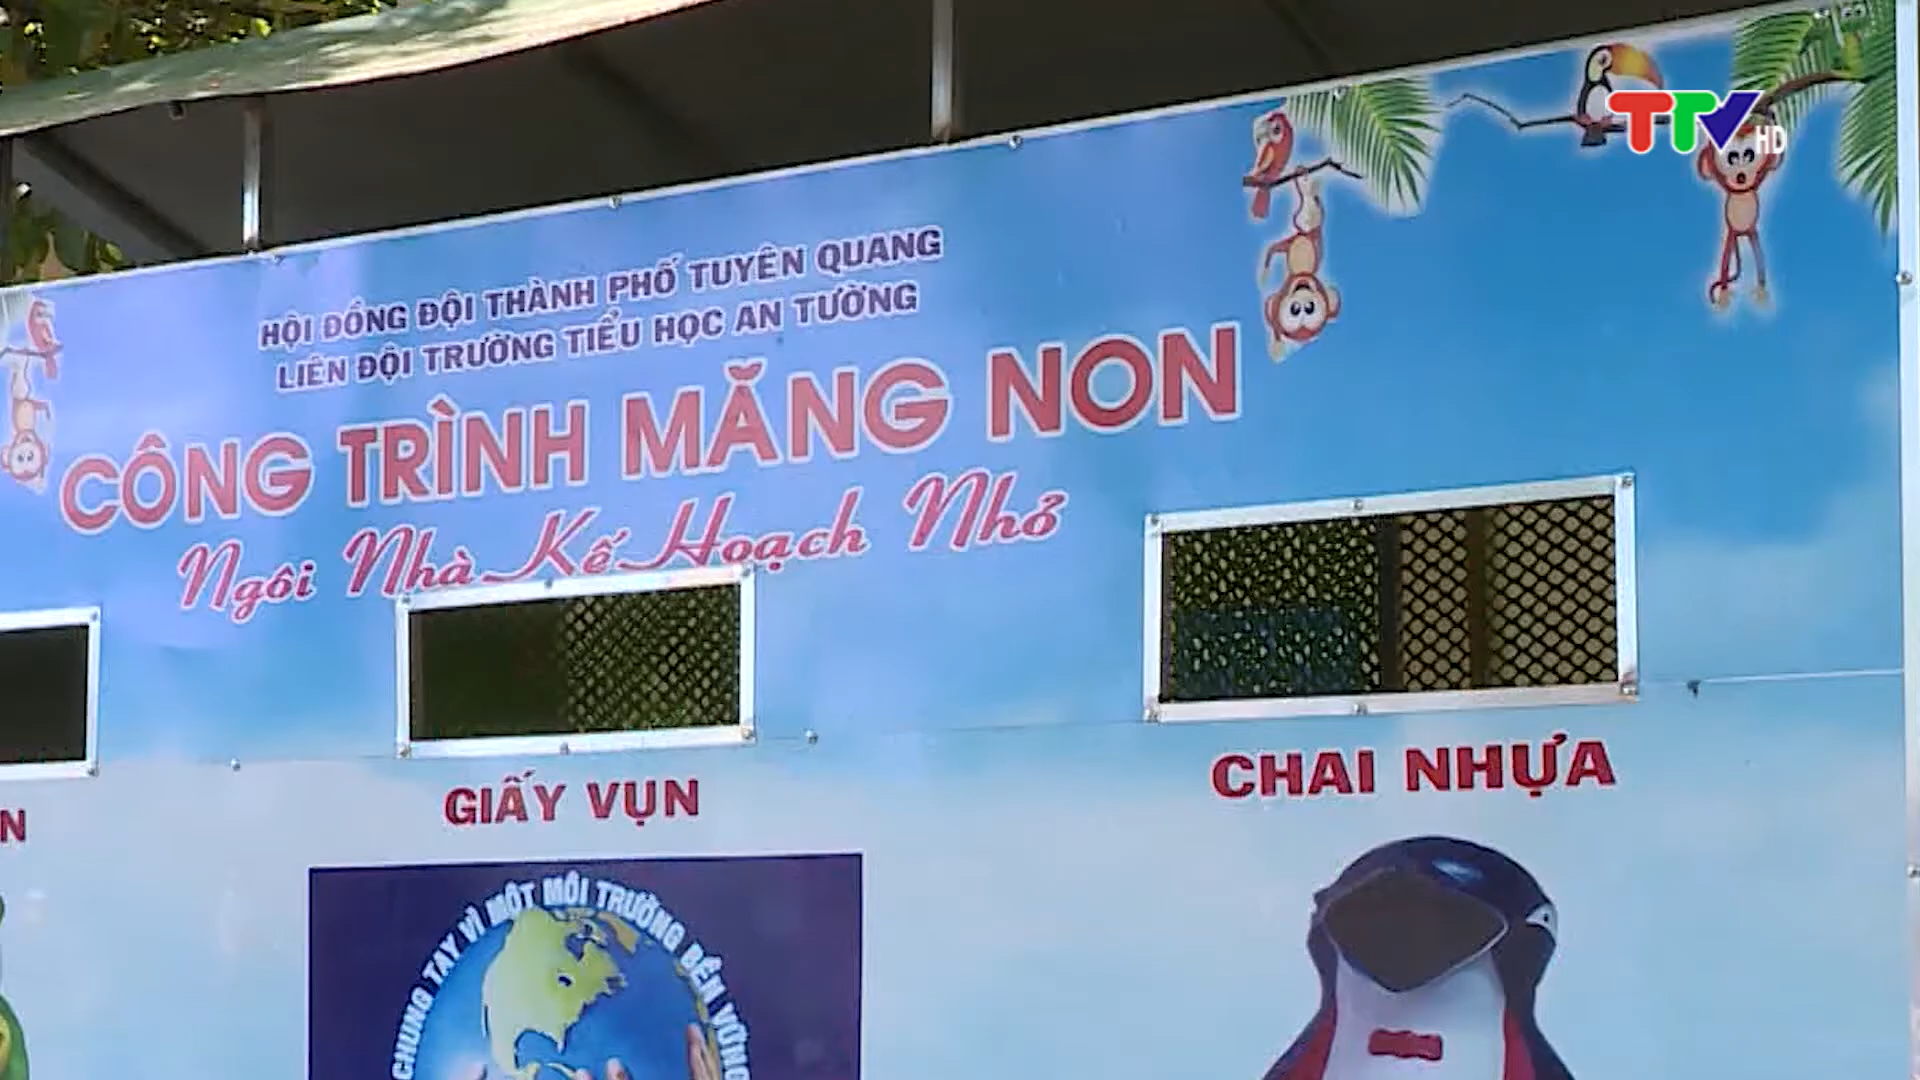 TTV HD
HỘI ĐỒNG ĐỘI THÀNH PHỐ TUYÊN QUANG
LIÊN ĐỘI TRƯỜNG TIỂU HỌC AN TƯỜNG
CÔNG TRÌNH MĂNG NON
Ngôi Nhà Kế Hoạch Nhỏ
N
GIẤY VỤN
CHAI NHỰA
CHUNG TAY VÌ MỘT MÔI TRƯỜNG BỀN VỮNG